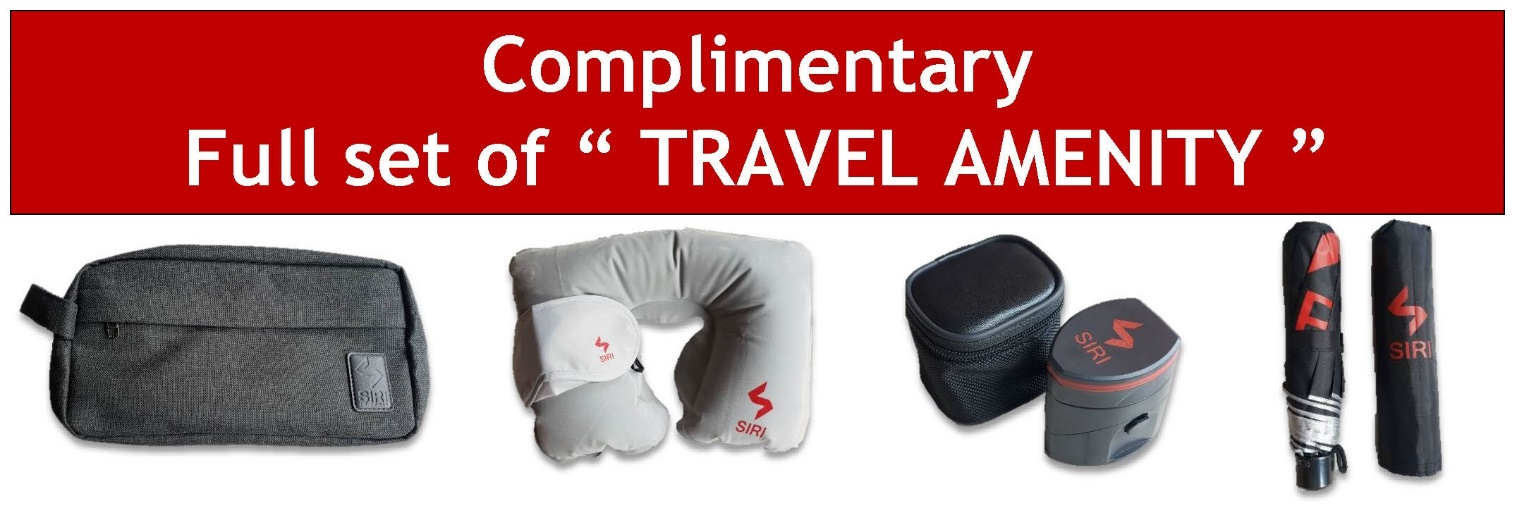 Complimentary
Full set of “ TRAVEL AMENITY ”
SIRI
SIRI
SIRI
SIRI
SIRI